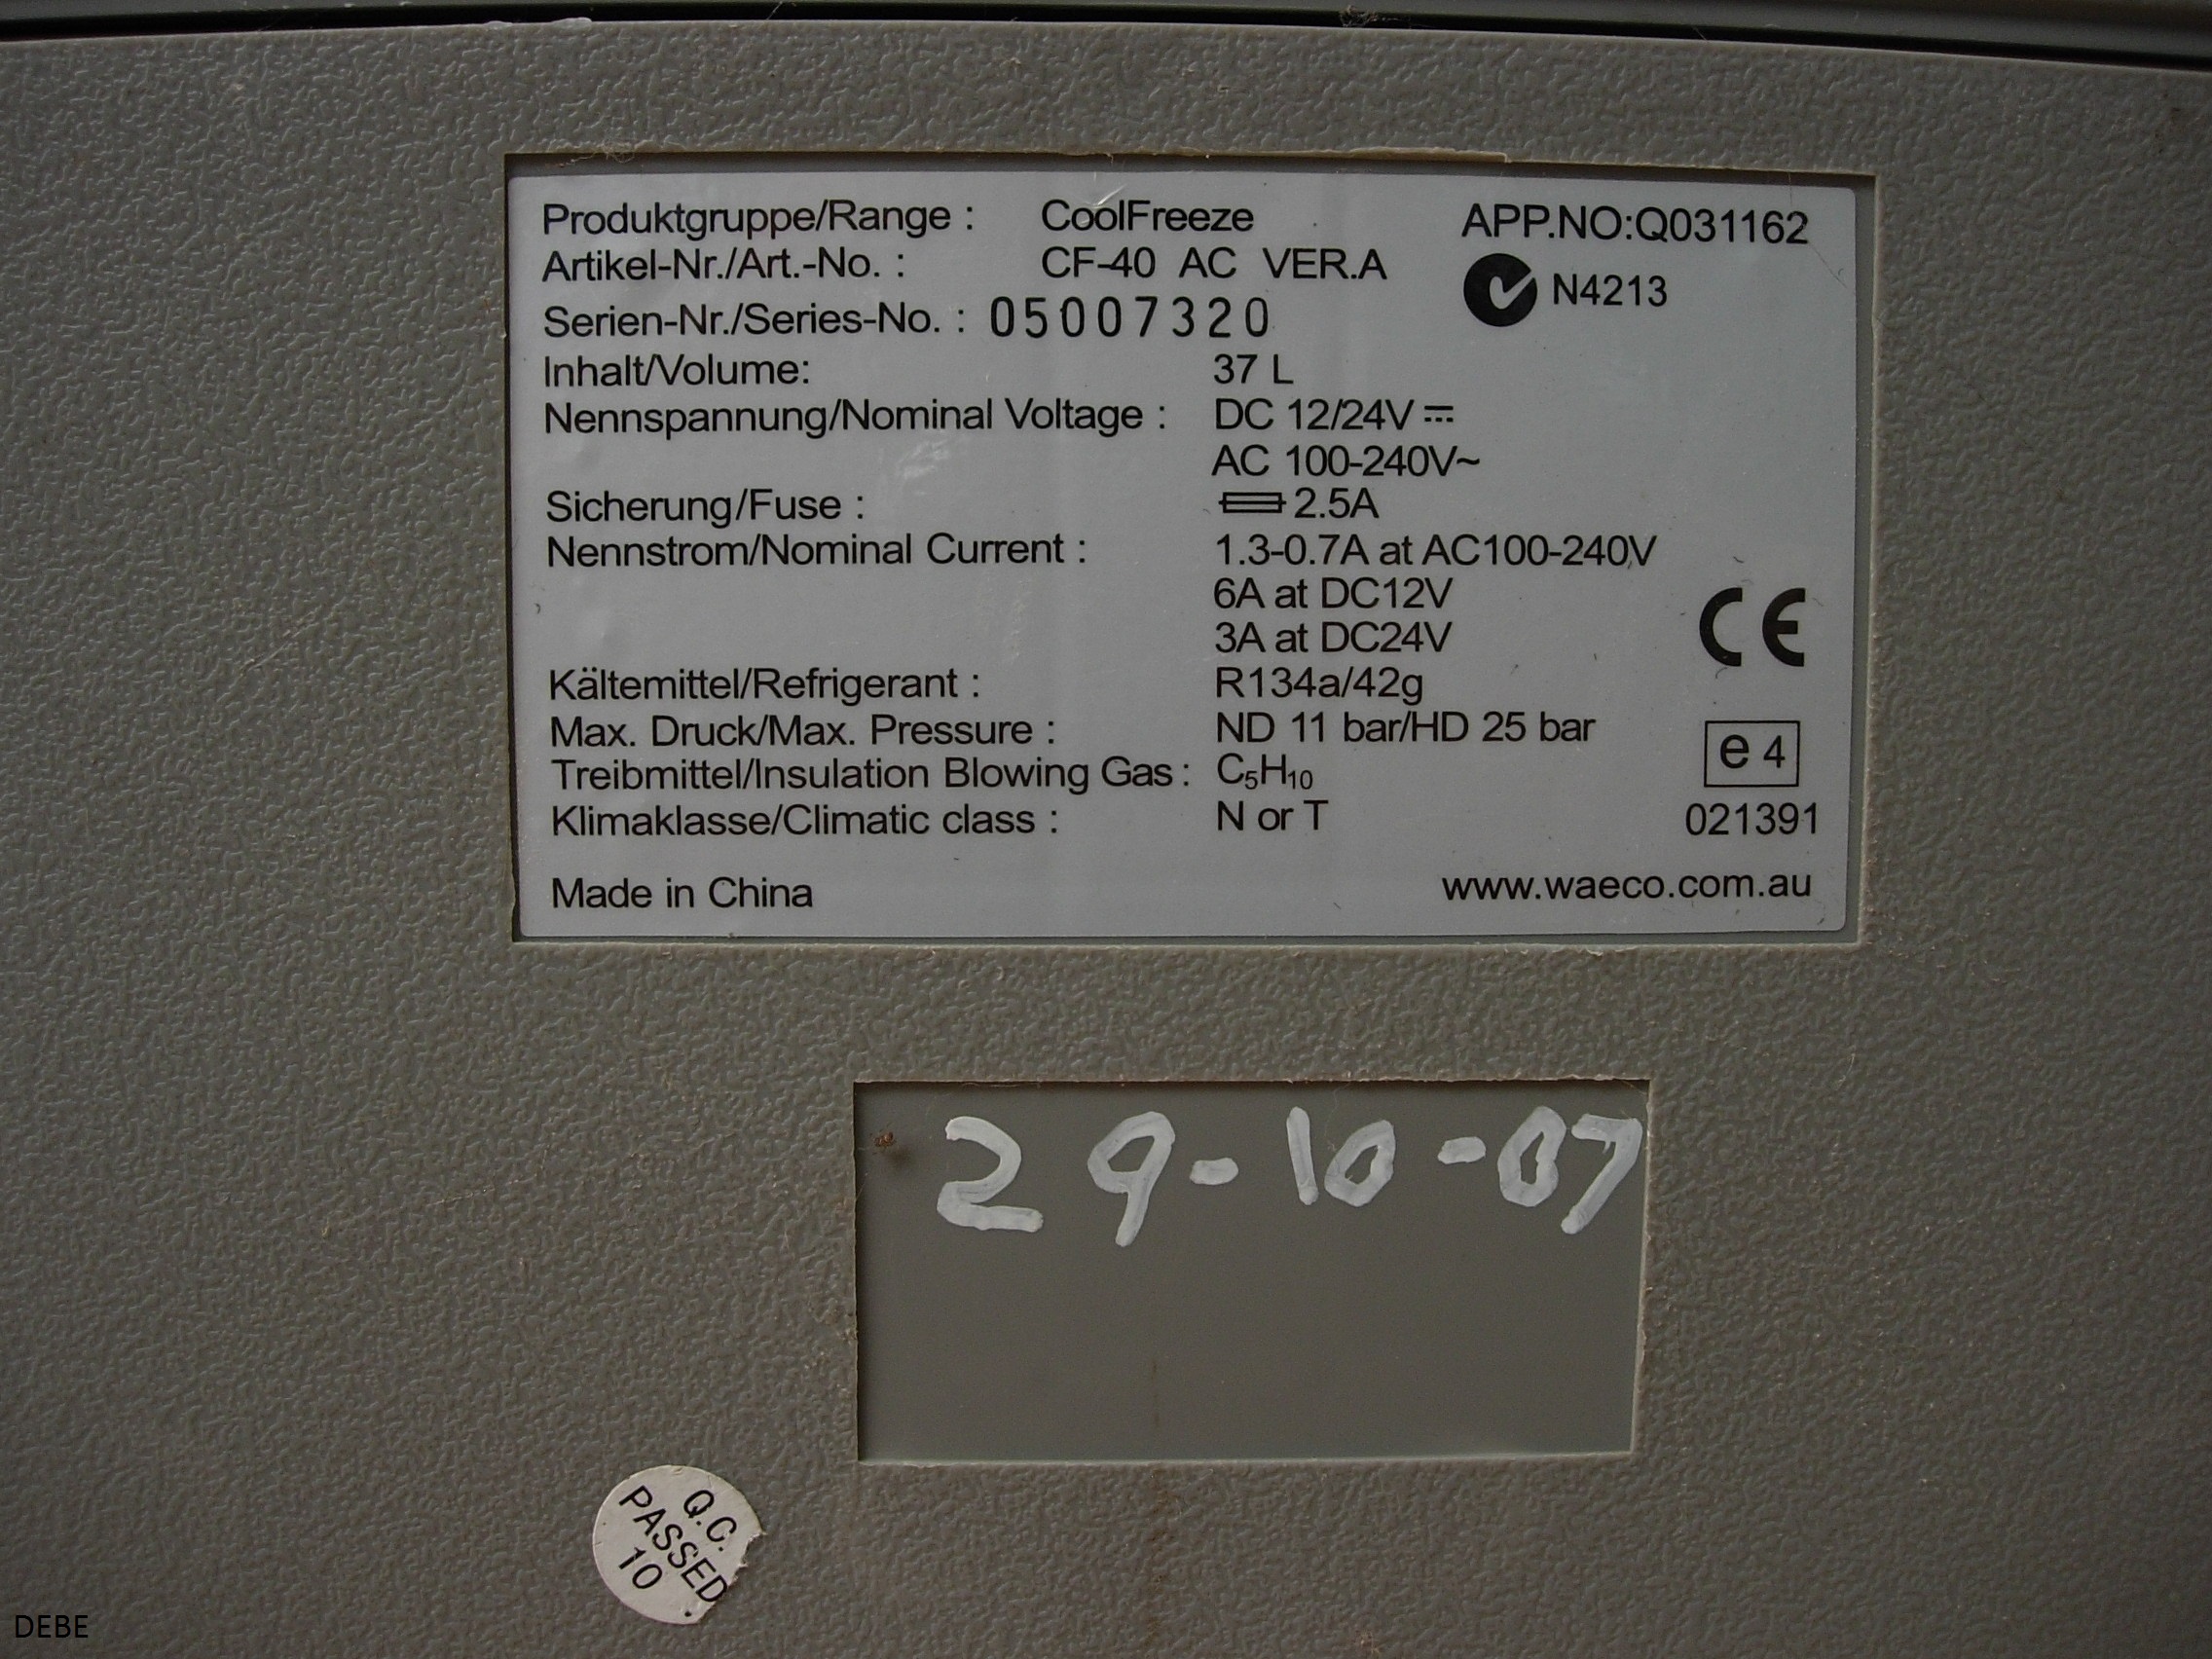 Produktgruppe/Range : CoolFreeze APP.NO:Q031162
Artikel-Nr./Art.-No. : CF-40 AC VER.A
N4213
Serien-Nr./Series-No. : 05007320
Inhalt/Volume: 37 L
Nennspannung/Nominal Voltage : DC 12/24V
AC 100-240V~
Sicherung/Fuse : 2.5A
Nennstrom/Nominal Current : 1.3-0.7A at AC100-240V
6A at DC12V
3A at DC24V
CE
Kältemittel/Refrigerant : R134a/42g
Max. Druck/Max. Pressure : ND 11 bar/HD 25 bar
e4
Treibmittel/Insulation Blowing Gas : C₅H₁₀
Klimaklasse/Climatic class : N or T
021391
Made in China www.waeco.com.au
29-10-07
Q.C.
PASSED
10
DEBE